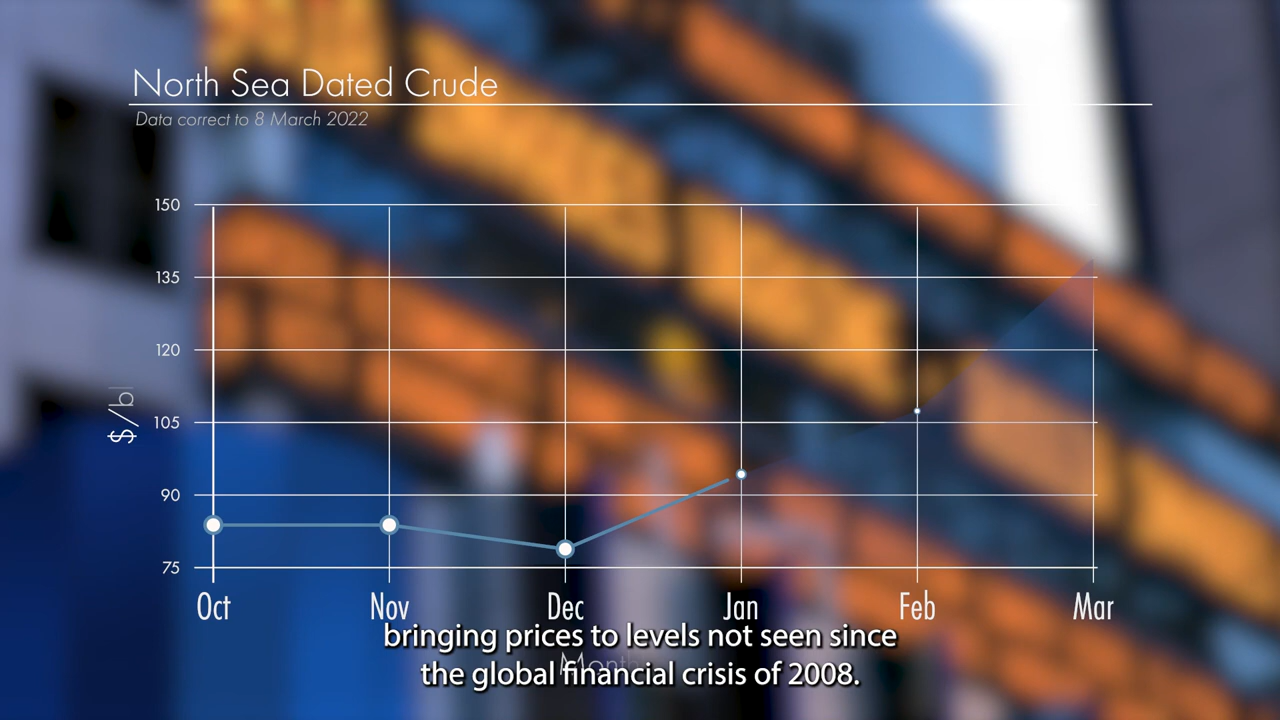 North Sea Dated Crude
Data correct to 8 March 2022
150
135
120
105
90
75
$/b
Oct Nov Dec Jan Feb Mar
Month
bringing prices to levels not seen since
the global financial crisis of 2008.